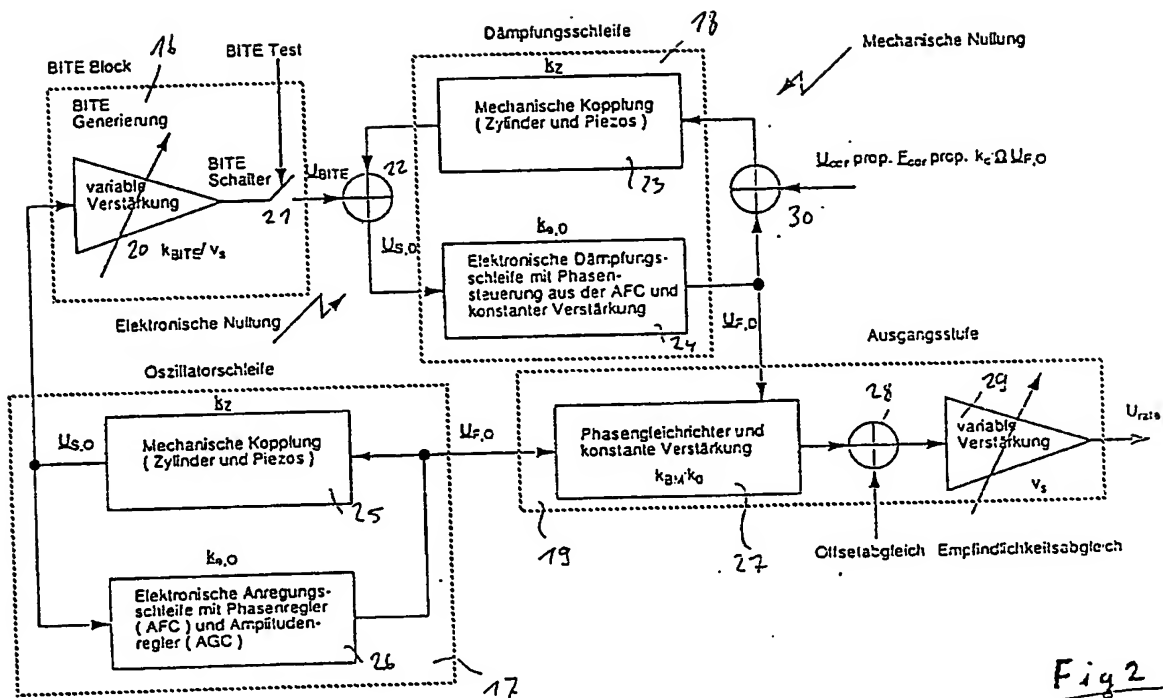 16
BITE Test
BITE Block
BITE
Generierung
variable
Verstärkung
20
k_BITE/v_s
BITE
Schalter
21
U_BITE
22
Dämpfungsschleife
18
k_Z
Mechanische Kopplung
( Zylinder und Piezos )
23
Mechanische Nullung
30
U_cor prop. F_cor prop. k_c·Ω U_F,O
U_S,O
k_e,O
Elektronische Dämpfungs-
schleife mit Phasen-
steuerung aus der AFC und
konstanter Verstärkung
24
U_F,D
Elektronische Nullung
Oszillatorschleife
k_Z
U_S,O
Mechanische Kopplung
( Zylinder und Piezos )
25
U_F,O
k_e,O
Elektronische Anregungs-
schleife mit Phasenregler
( AFC ) und Amplituden-
regler ( AGC )
26
17
Ausgangsstufe
Phasengleichrichter und
konstante Verstärkung
k_BM·k_D
27
19
28
29
variable
Verstärkung
v_s
U_rate
Offsetabgleich Empfindlichkeitsabgleich
Fig 2